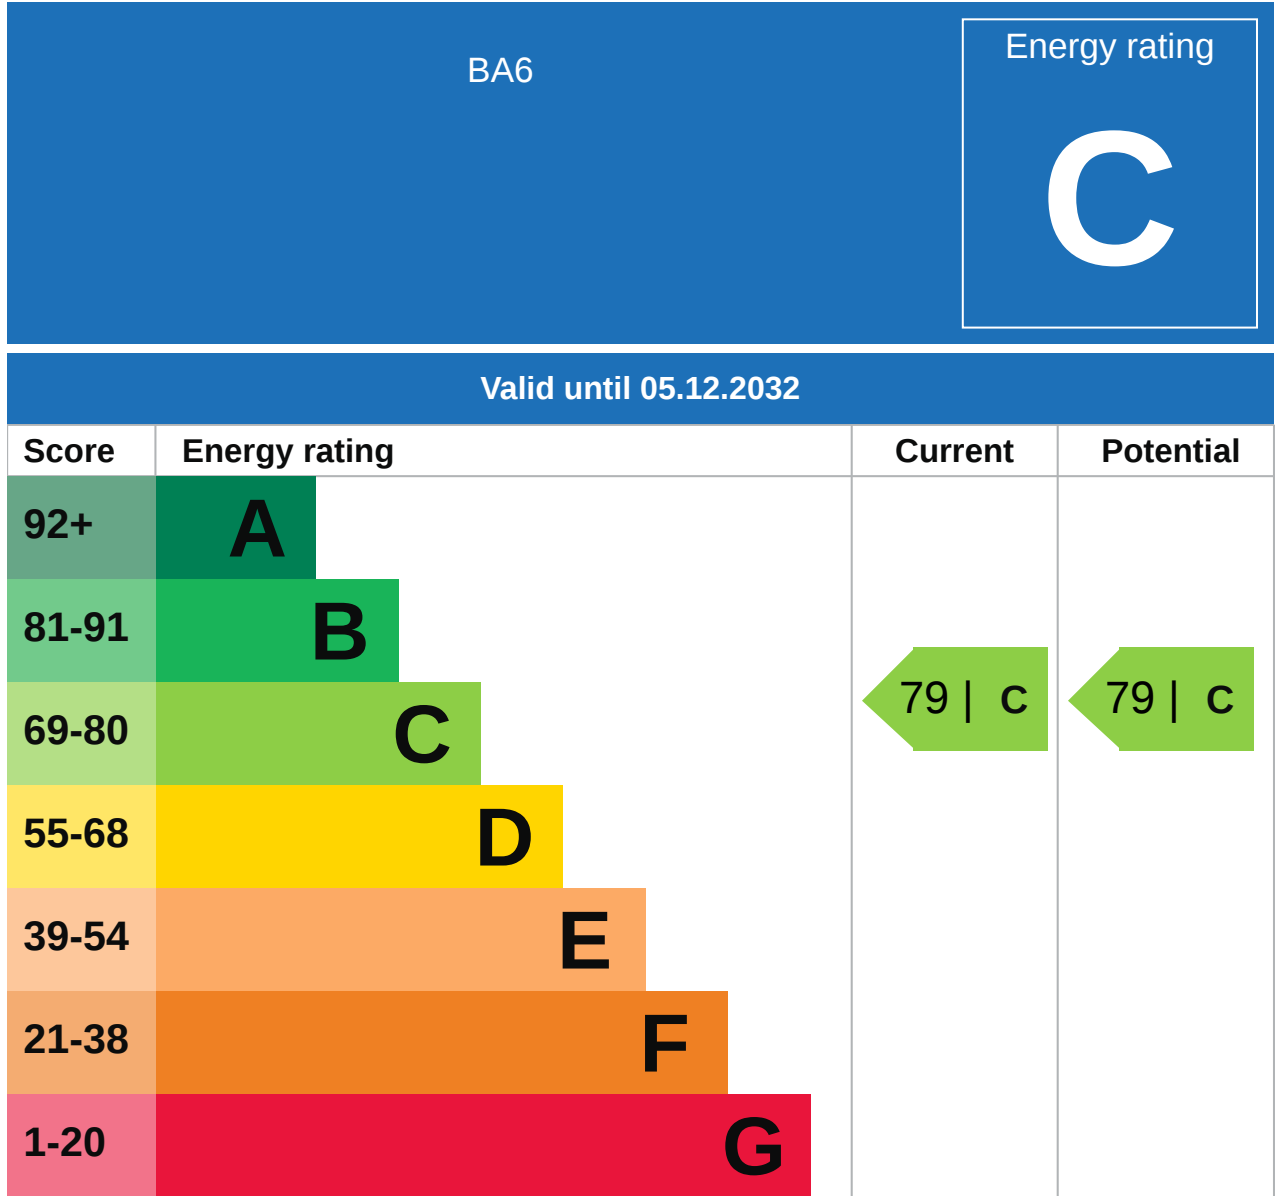 BA6
Energy rating
C
Valid until 05.12.2032
Score Energy rating Current Potential
92+ A
81-91 B
69-80 C
79 | C 79 | C
55-68 D
39-54 E
21-38 F
1-20 G